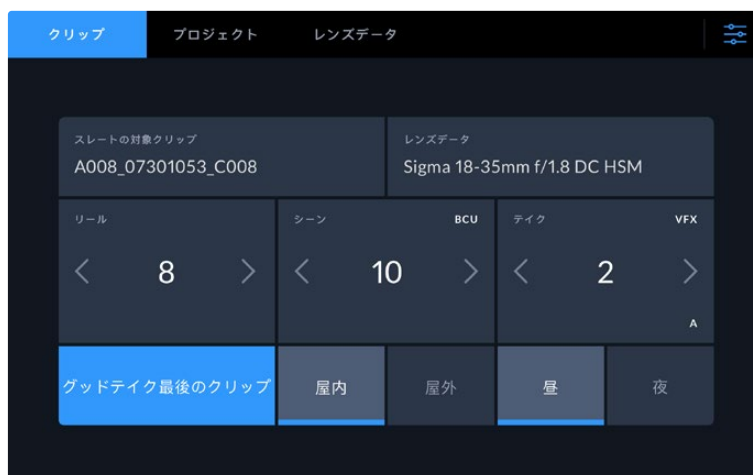 クリップ プロジェクト レンズデータ
スレートの対象クリップ レンズデータ
A008_07301053_C008 Sigma 18-35mm f/1.8 DC HSM
リール シーン BCU テイク VFX
8 10 2
A
グッドテイク最後のクリップ 屋内 屋外 昼 夜